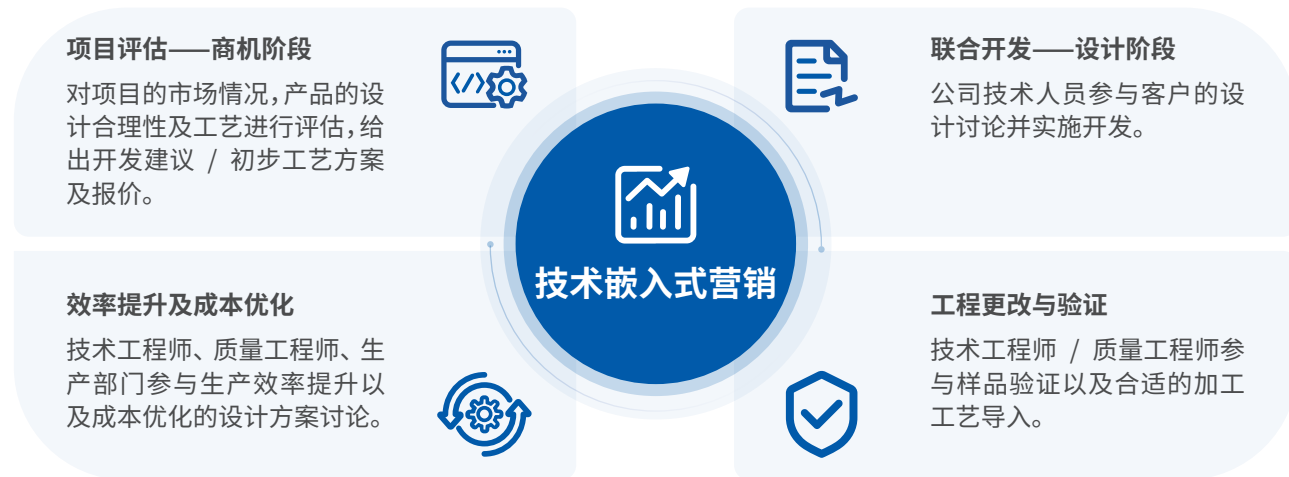 项目评估——商机阶段
对项目的市场情况，产品的设
计合理性及工艺进行评估，给
出开发建议 / 初步工艺方案
及报价。
联合开发——设计阶段
公司技术人员参与客户的设
计讨论并实施开发。
技术嵌入式营销
效率提升及成本优化
技术工程师、质量工程师、生
产部门参与生产效率提升以
及成本优化的设计方案讨论。
工程更改与验证
技术工程师 / 质量工程师参
与样品验证以及合适的加工
工艺导入。